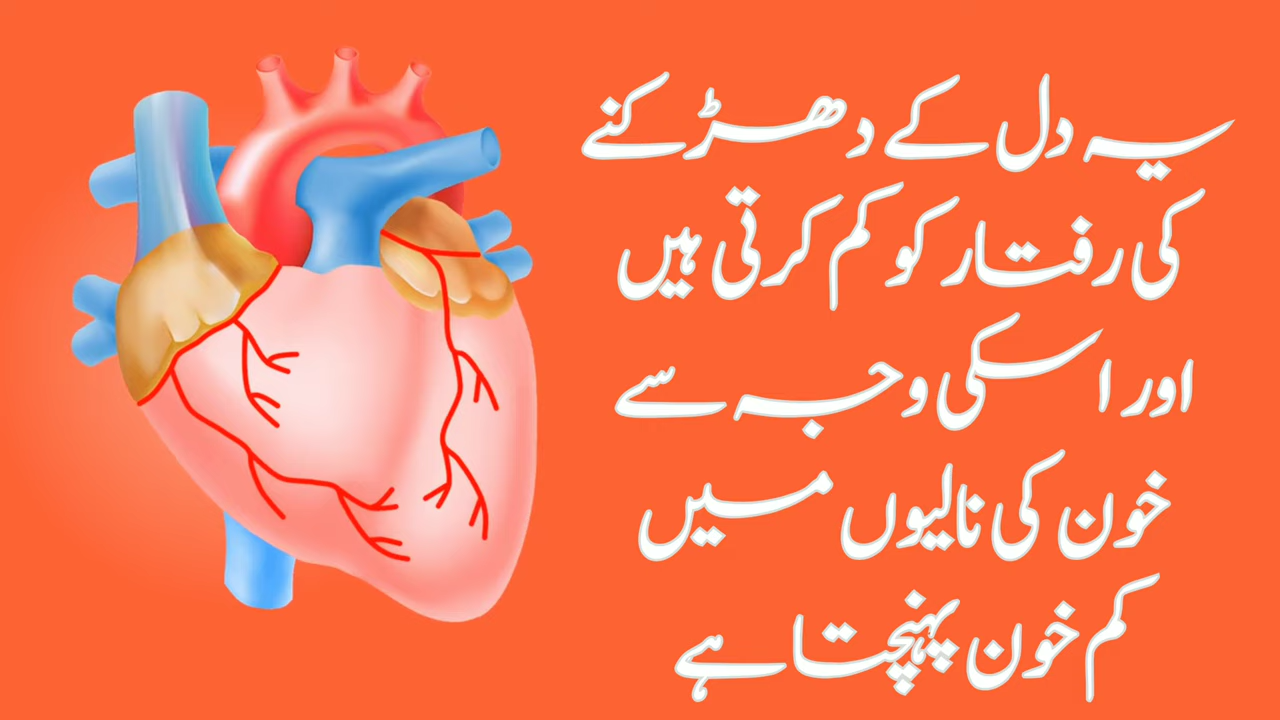 یہ دل کے دھڑکنے
کی رفتار کو کم کرتی ہیں
اور اسکی وجہ سے
خون کی نالیوں میں
کم خون پہنچتا ہے